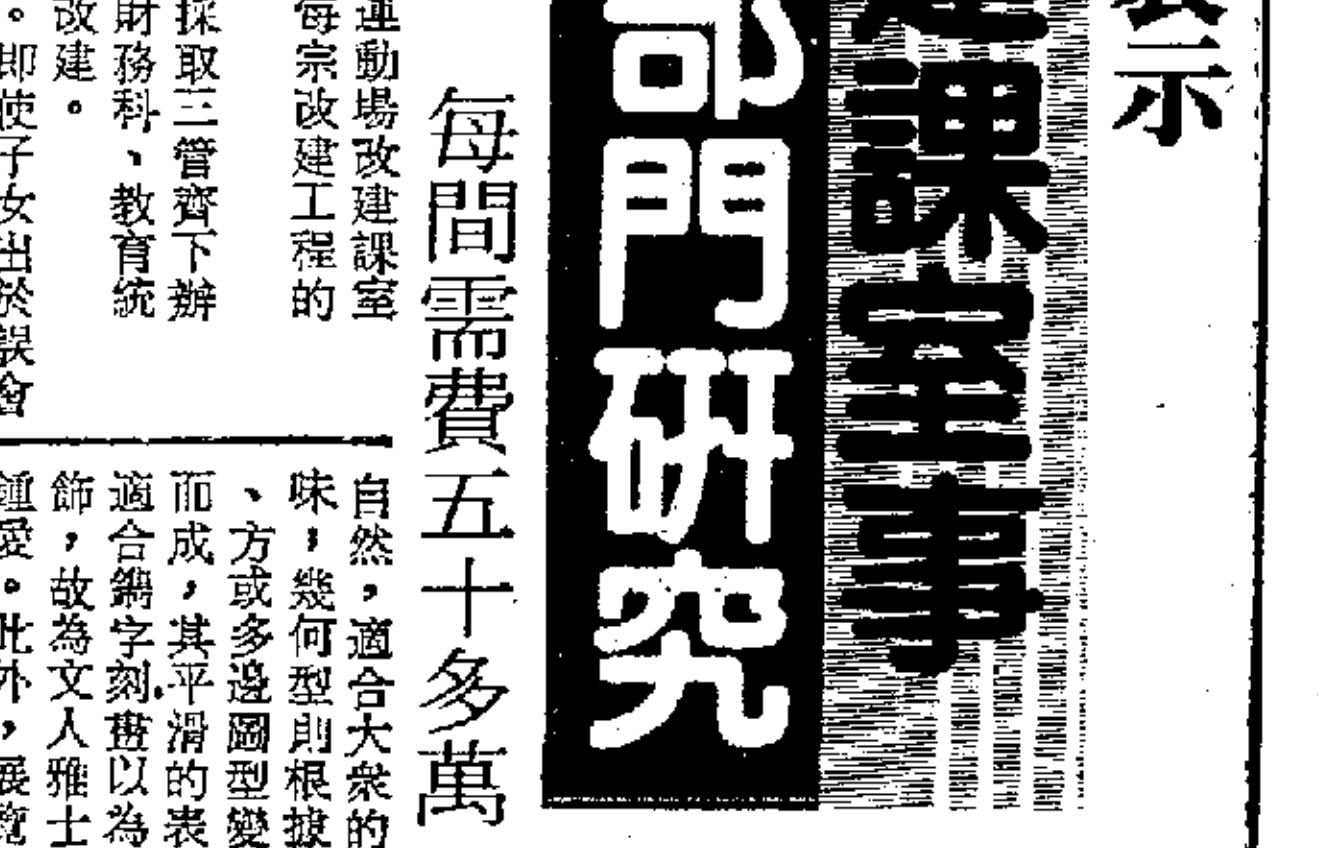 表示
建課室事
部門研究
每間需費五十多萬
運動場改建課室
每宗改建工程的
採取三管齊下辦
財務科、教育統
改建。
。即使子女出於誤會
自然，適合大衆的
味；幾何型則根據
、方或多邊圖型變
而成，其平滑的表
適合鐫字刻畫以為
飾，故為文人雅士
鍾愛。此外，展覽